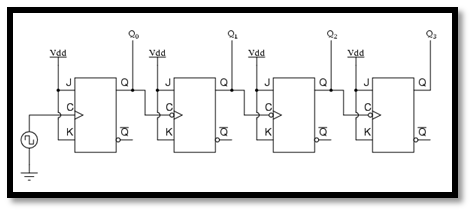 Q0 Q1 Q2 Q3
Vdd Vdd Vdd Vdd
J Q J Q J Q J Q
C C C C
K Q̅ K Q̅ K Q̅ K Q̅